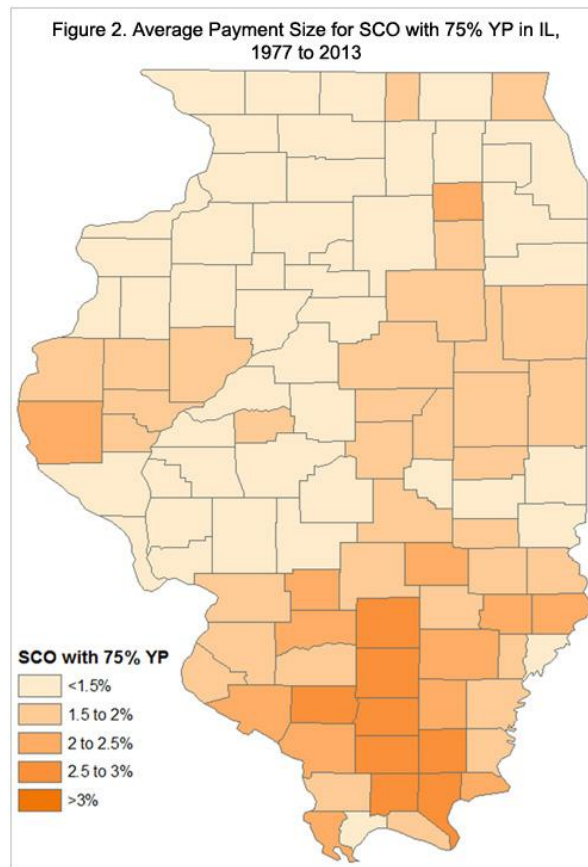 Figure 2. Average Payment Size for SCO with 75% YP in IL,
1977 to 2013
SCO with 75% YP
<1.5%
1.5 to 2%
2 to 2.5%
2.5 to 3%
>3%